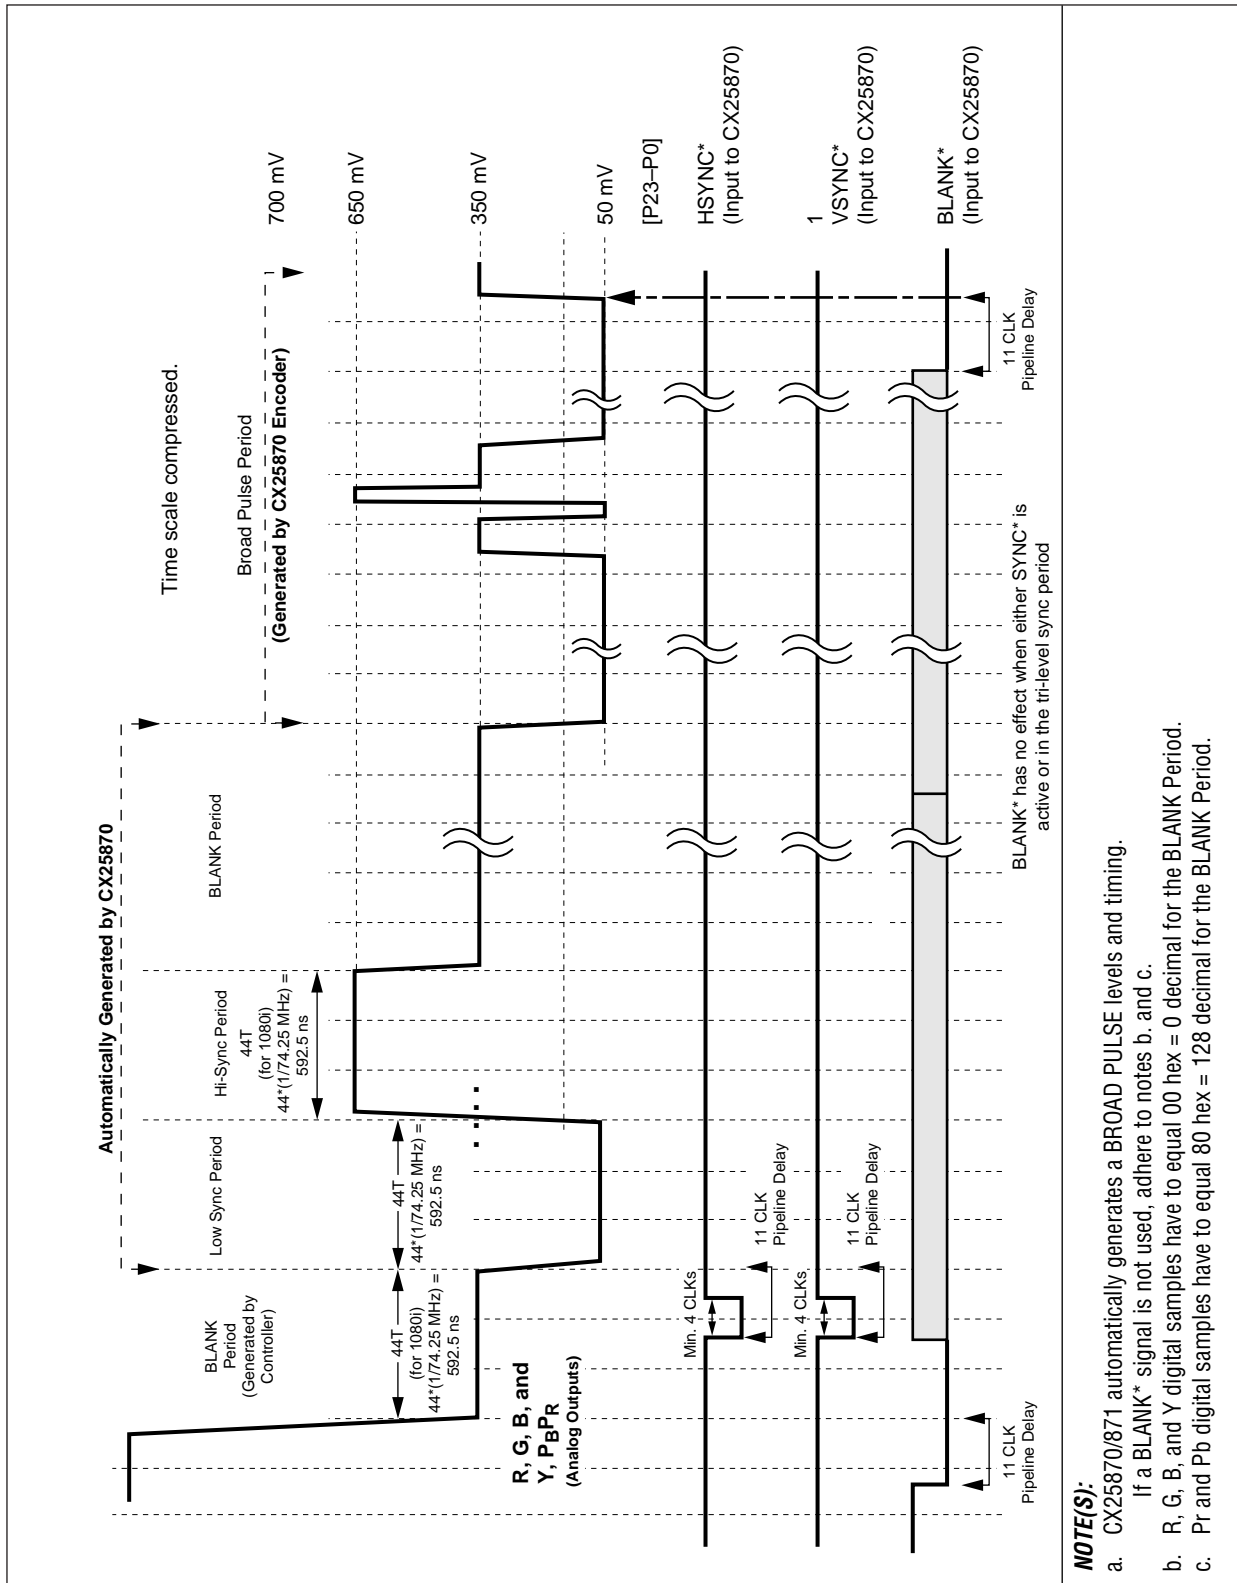 Automatically Generated by CX25870
Time scale compressed.
BLANK
Period
(Generated by
Controller)
Low Sync Period
Hi-Sync Period
BLANK Period
Broad Pulse Period
(Generated by CX25870 Encoder)
44T
(for 1080i)
44*(1/74.25 MHz) =
592.5 ns
44T
44*(1/74.25 MHz) =
592.5 ns
44T
(for 1080i)
44*(1/74.25 MHz) =
592.5 ns
700 mV
650 mV
350 mV
50 mV
R, G, B, and
Y, PBPR
(Analog Outputs)
[P23–P0]
HSYNC*
(Input to CX25870)
Min. 4 CLKs
11 CLK
Pipeline Delay
1
VSYNC*
(Input to CX25870)
Min. 4 CLKs
11 CLK
Pipeline Delay
BLANK*
(Input to CX25870)
11 CLK
Pipeline Delay
11 CLK
Pipeline Delay
BLANK* has no effect when either SYNC* is
active or in the tri-level sync period
NOTE(S):
a. CX25870/871 automatically generates a BROAD PULSE levels and timing.
If a BLANK* signal is not used, adhere to notes b. and c.
b. R, G, B, and Y digital samples have to equal 00 hex = 0 decimal for the BLANK Period.
c. Pr and Pb digital samples have to equal 80 hex = 128 decimal for the BLANK Period.